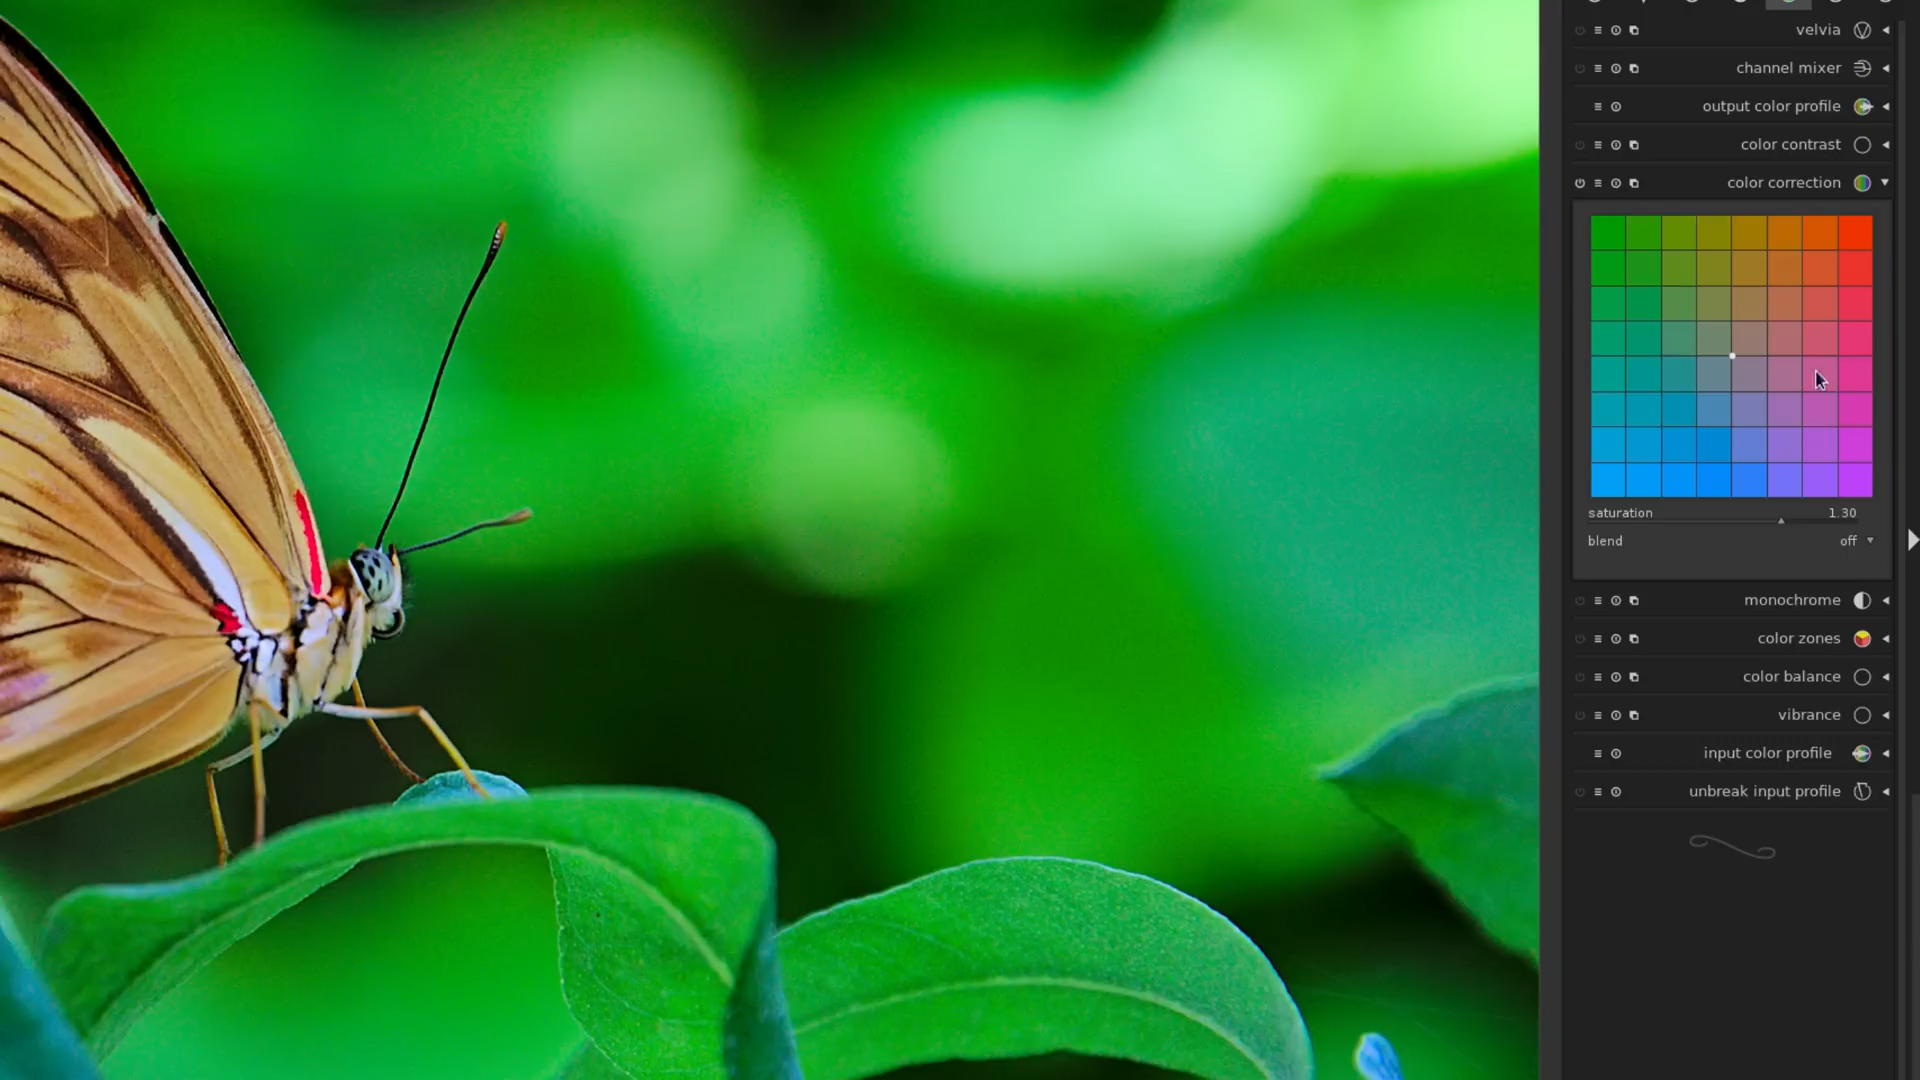 velvia
channel mixer
output color profile
color contrast
color correction
saturation 1.30
blend off
monochrome
color zones
color balance
vibrance
input color profile
unbreak input profile